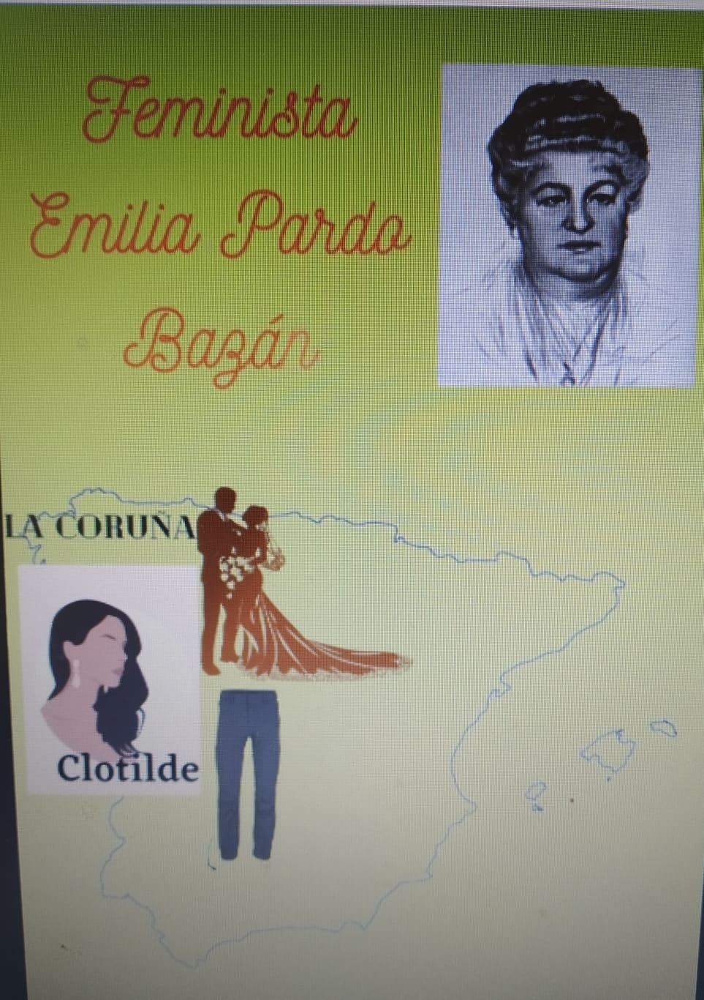 Feminista
Emilia Pardo
Bazán
LA CORUÑA
Clotilde